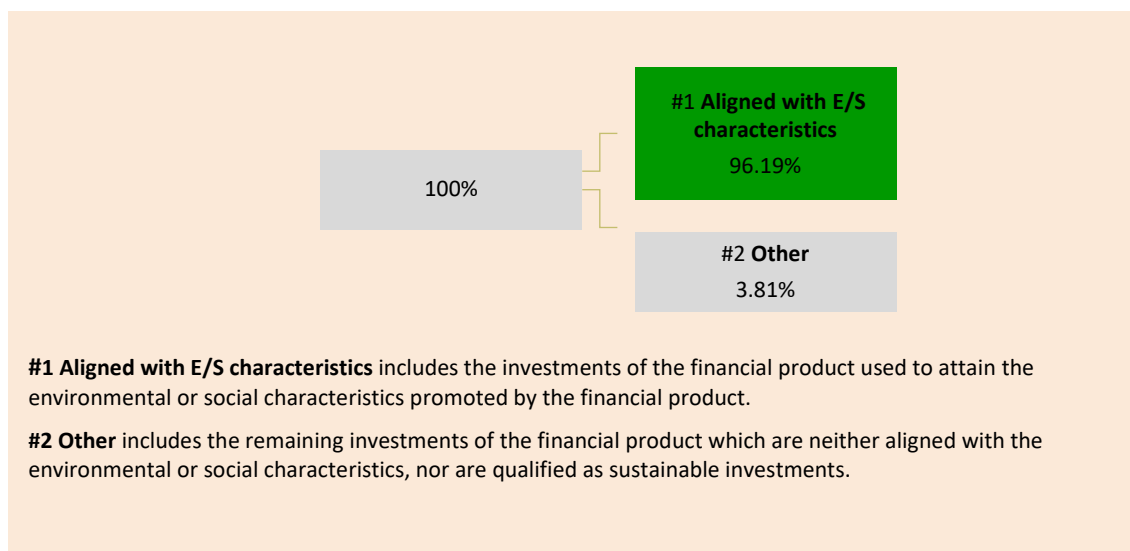 #1 Aligned with E/S
characteristics
96.19%
100%
#2 Other
3.81%
#1 Aligned with E/S characteristics includes the investments of the financial product used to attain the
environmental or social characteristics promoted by the financial product.
#2 Other includes the remaining investments of the financial product which are neither aligned with the
environmental or social characteristics, nor are qualified as sustainable investments.